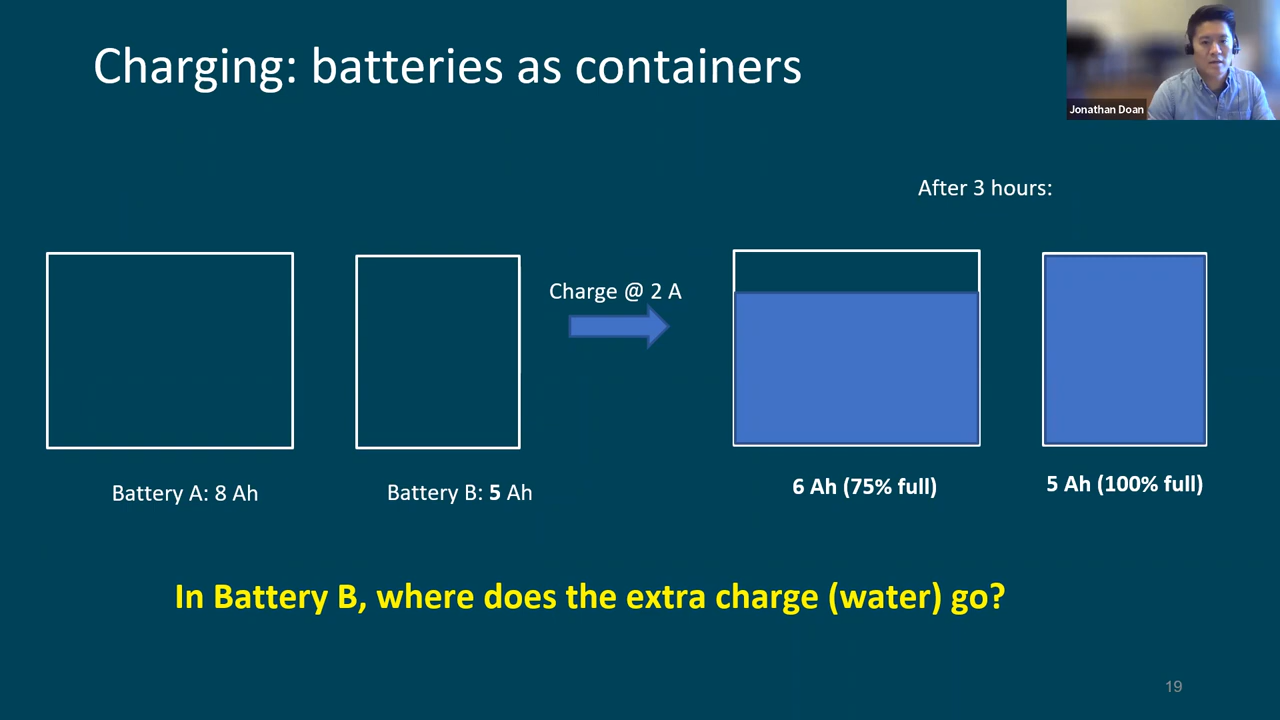 Charging: batteries as containers
Jonathan Doan
After 3 hours:
Charge @ 2 A
Battery A: 8 Ah
Battery B: 5 Ah
6 Ah (75% full)
5 Ah (100% full)
In Battery B, where does the extra charge (water) go?
19